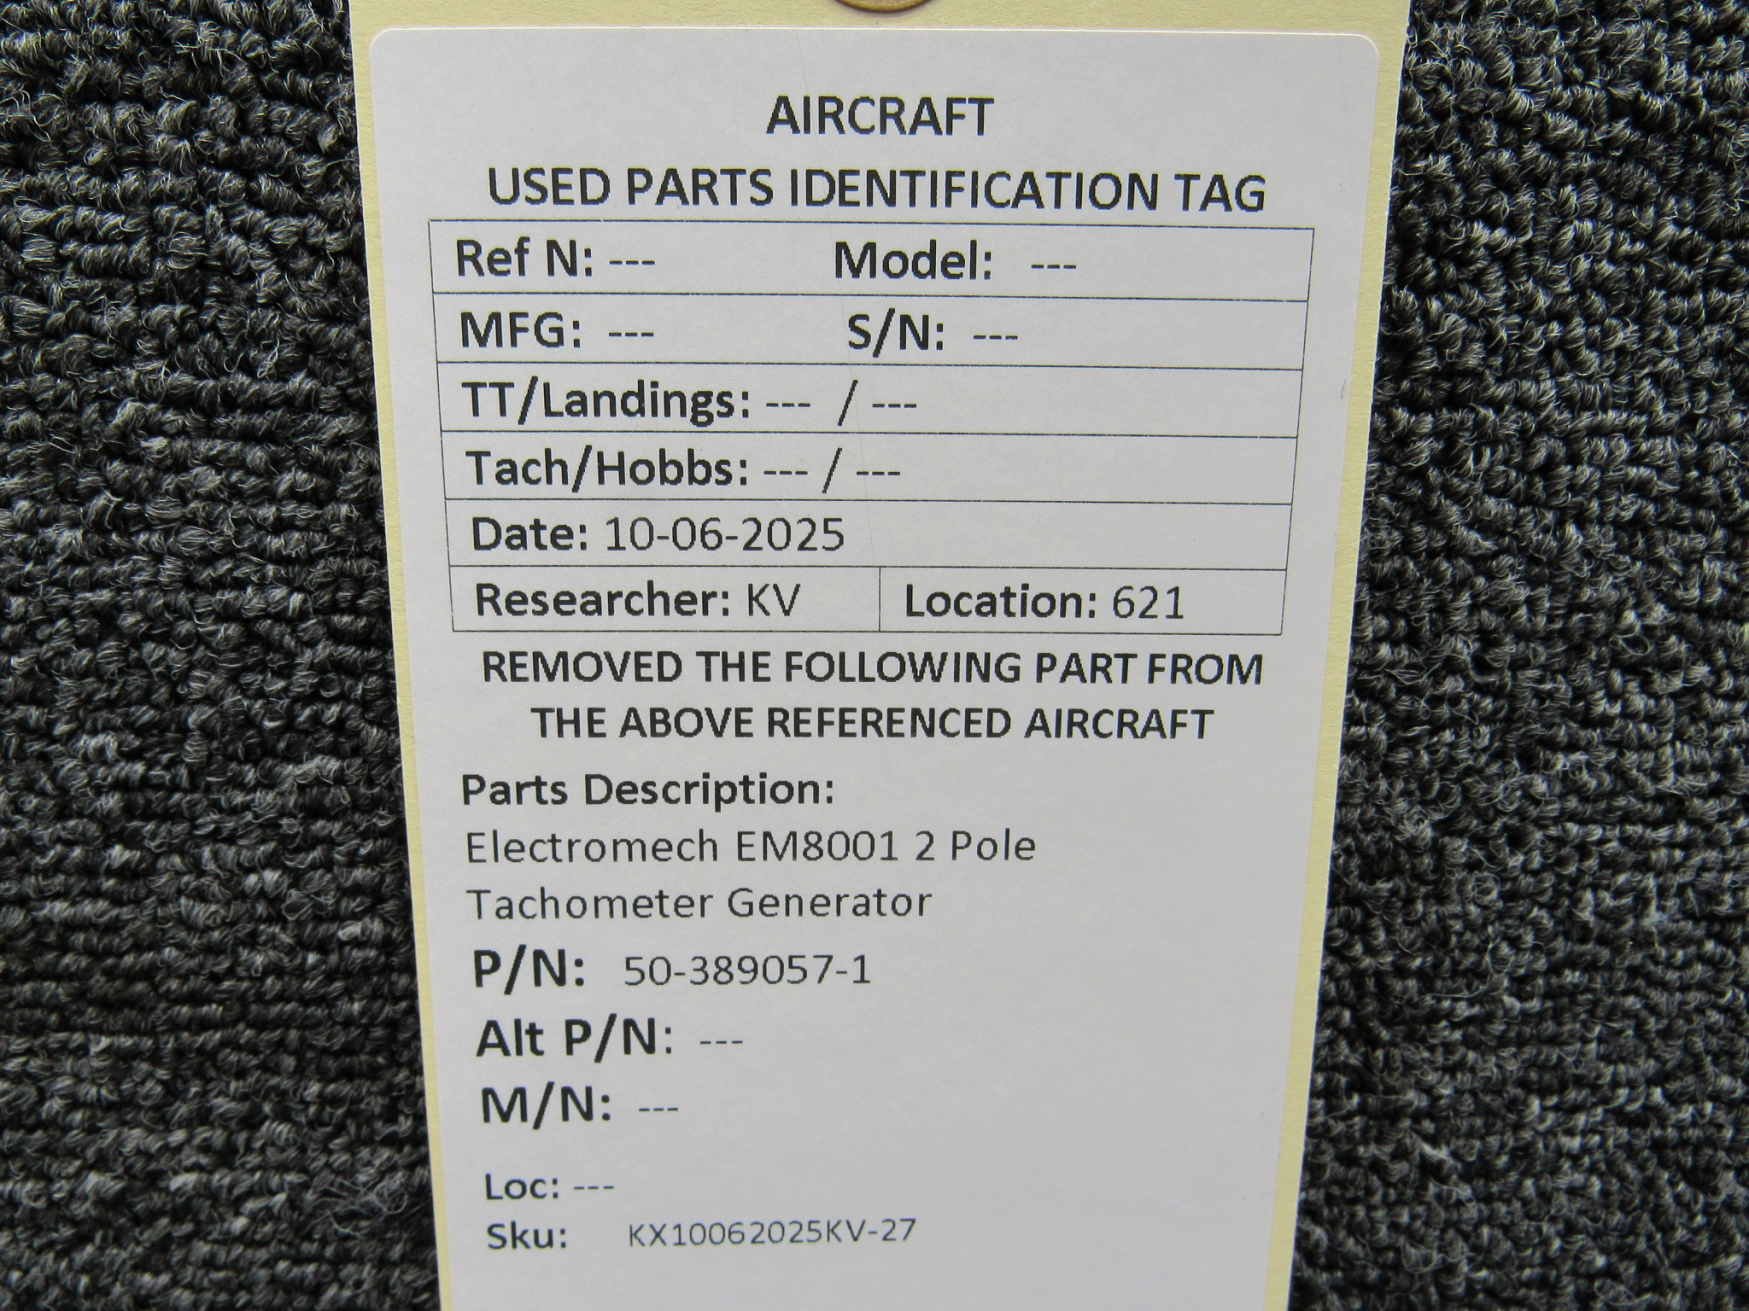 AIRCRAFT
USED PARTS IDENTIFICATION TAG
Ref N: --- Model: ---
MFG: --- S/N: ---
TT/Landings: --- / ---
Tach/Hobbs: --- / ---
Date: 10-06-2025
Researcher: KV Location: 621
REMOVED THE FOLLOWING PART FROM
THE ABOVE REFERENCED AIRCRAFT
Parts Description:
Electromech EM8001 2 Pole
Tachometer Generator
P/N: 50-389057-1
Alt P/N: ---
M/N: ---
Loc: ---
Sku: KX10062025KV-27